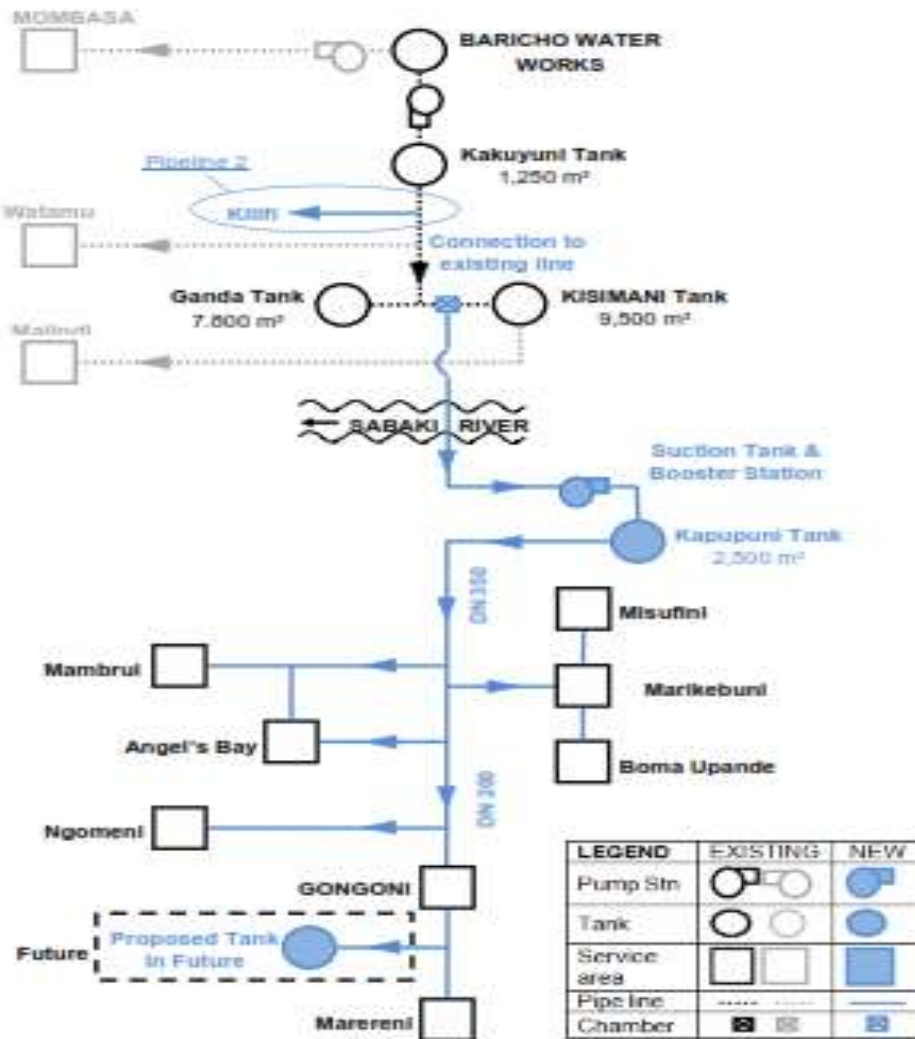 MOMBASA
BARICHO WATER
WORKS
Kakuyuni Tank
1,250 m³
Pipeline 2
Kilifi
Watamu
Connection to
existing line
Ganda Tank
7.800 m³
KISIMANI Tank
9,500 m³
Malindi
SABAKI RIVER
Suction Tank &
Booster Station
Kapupuni Tank
2,500 m³
DN 350
Misufini
Mambrui
Marikebuni
Angel's Bay
Boma Upande
DN 200
Ngomeni
GONGONI
Future
Proposed Tank
in Future
Marereni
LEGEND EXISTING NEW
Pump Stn
Tank
Service
area
Pipe line
Chamber